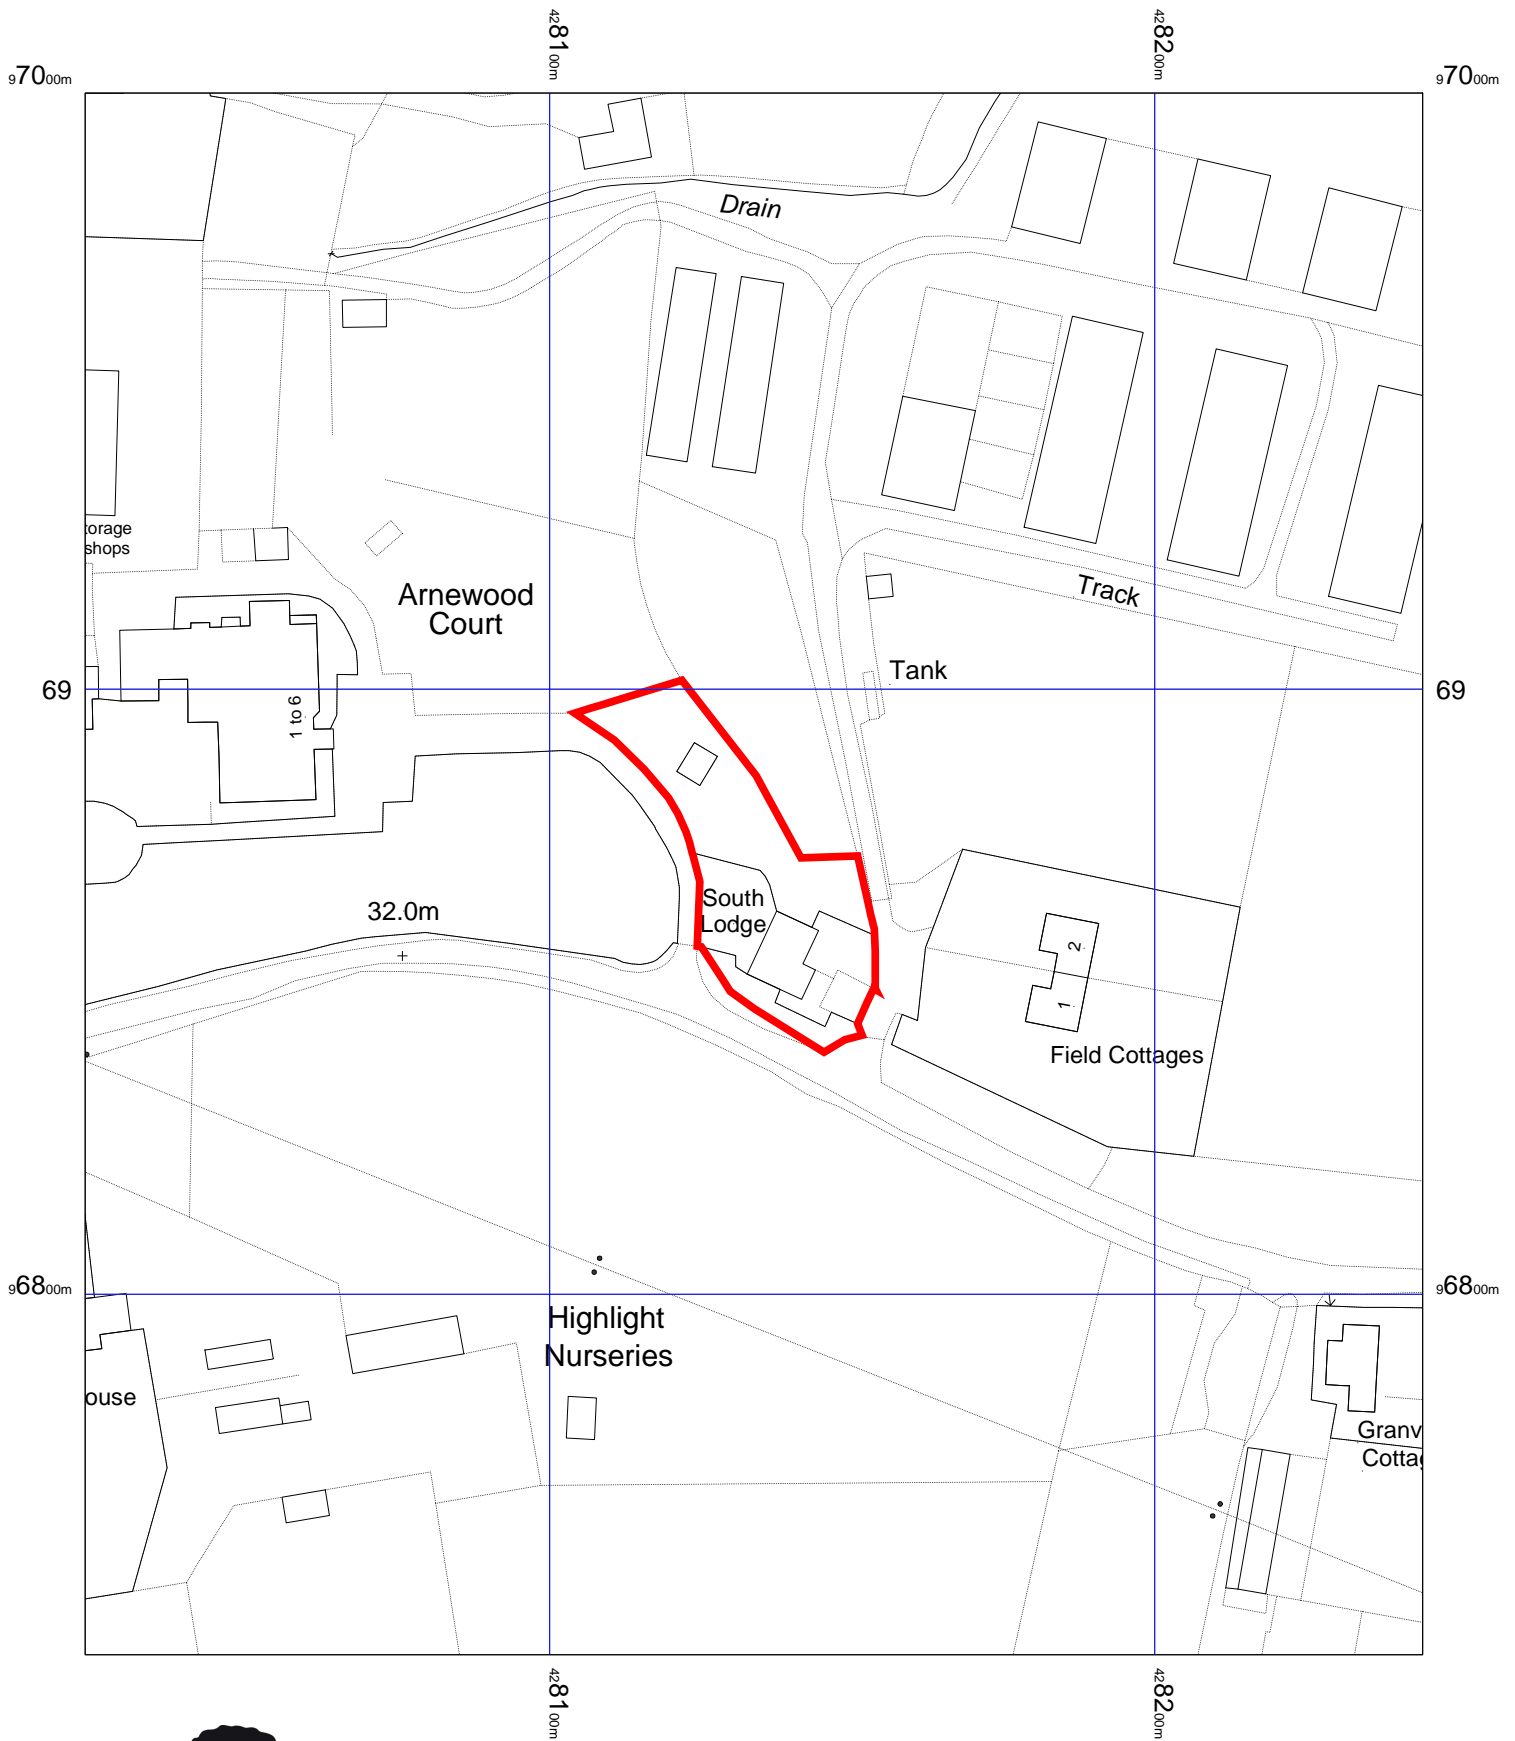 4281 00m
4282 00m
970 00m
970 00m
Drain
torage
shops
Arnewood
Court
Track
Tank
69
69
1 to 6
South
Lodge
32.0m
2
1
Field Cottages
968 00m
968 00m
Highlight
Nurseries
ouse
Granv
Cottag
4281 00m
4282 00m